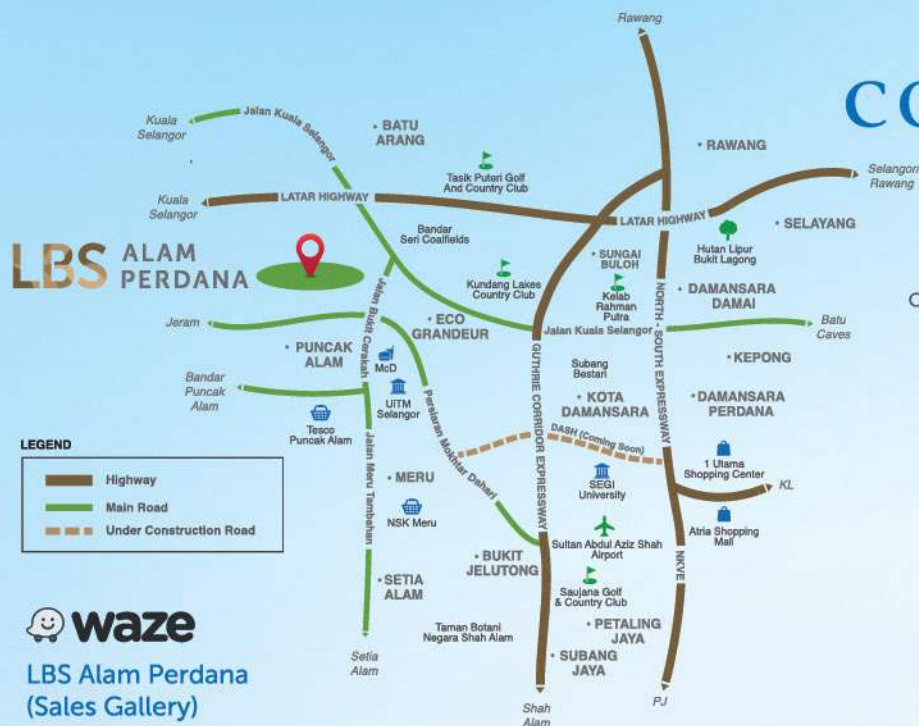 Rawang
CO
Kuala
Selangor
Jalan Kuala Selangor
• BATU
ARANG
• RAWANG
Tasik Puteri Golf
And Country Club
Selangor/
Rawang
Kuala
Selangor
LATAR HIGHWAY
LATAR HIGHWAY
• SELAYANG
Bandar
Seri Coalfields
Hutan Lipur
Bukit Lagong
LBS ALAM
PERDANA
• SUNGAI
BULOH
Kundang Lakes
Country Club
Kelab
Rahman
Putra
• DAMANSARA
DAMAI
Jalan Bukit Cerakah
NORTH - SOUTH EXPRESSWAY
Jeram
• ECO
GRANDEUR
Jalan Kuala Selangor
Batu
Caves
• PUNCAK
ALAM
McD
GUTHRIE CORRIDOR EXPRESSWAY
Subang
Bestari
• KEPONG
Bandar
Puncak
Alam
UiTM
Selangor
• KOTA
DAMANSARA
• DAMANSARA
PERDANA
Tesco
Puncak Alam
Persiaran Mokhtar Dahari
DASH (Coming Soon)
LEGEND
Highway
Main Road
Under Construction Road
Jalan Meru Tambahan
• MERU
SEGI
University
1 Utama
Shopping Center
KL
NSK Meru
Sultan Abdul Aziz Shah
Airport
Atria Shopping
Mall
NKVE
• BUKIT
JELUTONG
• SETIA
ALAM
Saujana Golf
& Country Club
Taman Botani
Negara Shah Alam
• PETALING
JAYA
• SUBANG
JAYA
Setia
Alam
Shah
Alam
PJ
waze
LBS Alam Perdana
(Sales Gallery)